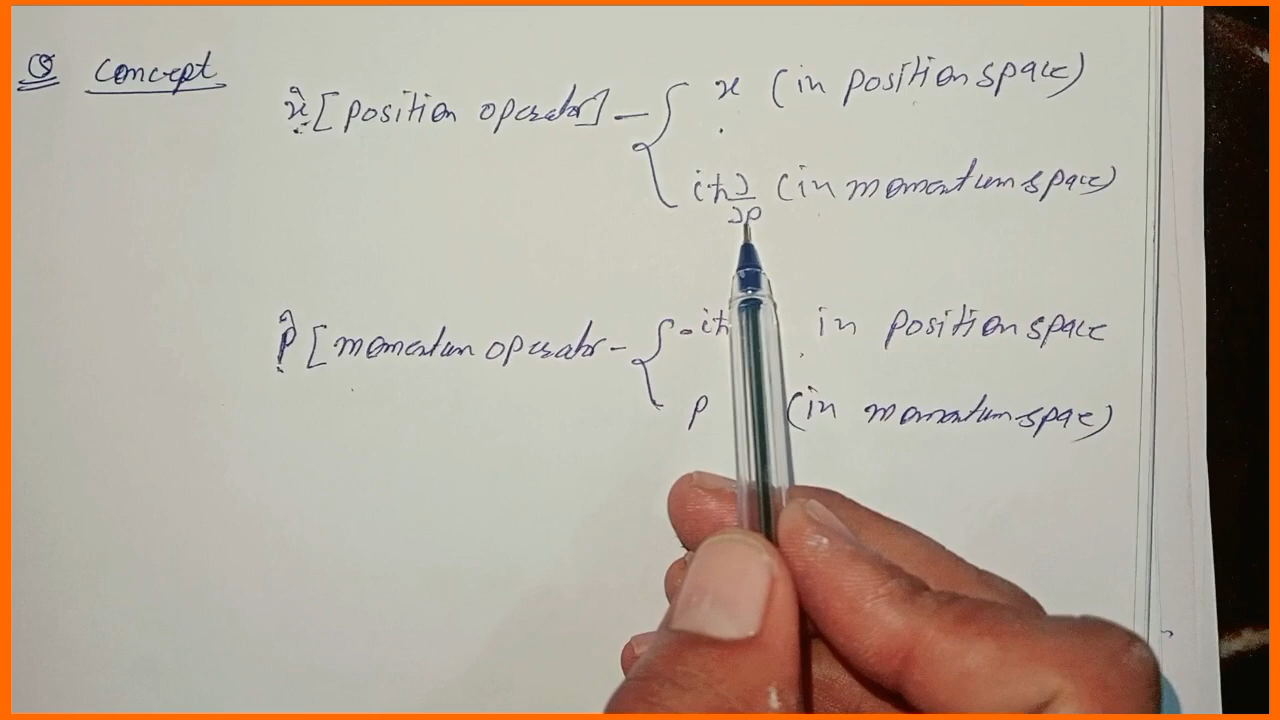 Q Concept
x̂ [position operator] - { x (in position space)
iħ ∂/∂p (in momentum space)
p̂ [momentum operator - { -iħ in position space
p (in momentum space)